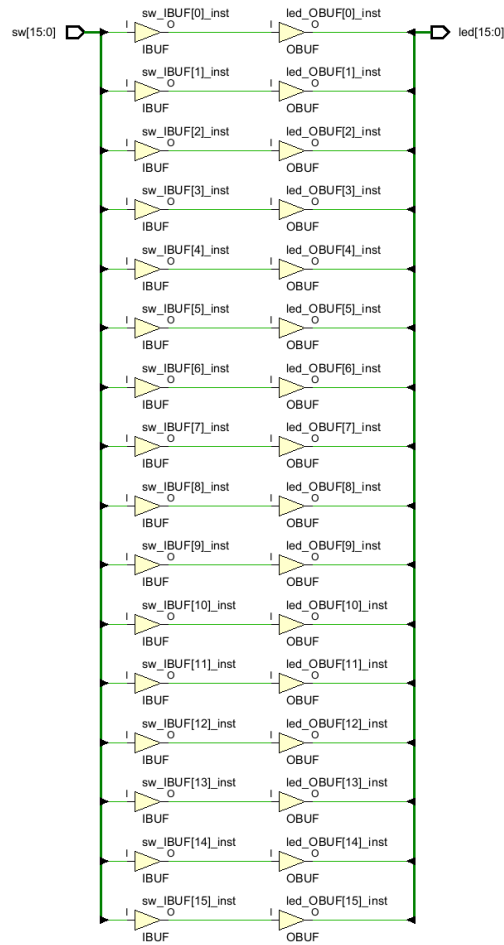 sw_IBUF[0]_inst led_OBUF[0]_inst
sw[15:0] I O I O led[15:0]
IBUF OBUF
sw_IBUF[1]_inst led_OBUF[1]_inst
I O I O
IBUF OBUF
sw_IBUF[2]_inst led_OBUF[2]_inst
I O I O
IBUF OBUF
sw_IBUF[3]_inst led_OBUF[3]_inst
I O I O
IBUF OBUF
sw_IBUF[4]_inst led_OBUF[4]_inst
I O I O
IBUF OBUF
sw_IBUF[5]_inst led_OBUF[5]_inst
I O I O
IBUF OBUF
sw_IBUF[6]_inst led_OBUF[6]_inst
I O I O
IBUF OBUF
sw_IBUF[7]_inst led_OBUF[7]_inst
I O I O
IBUF OBUF
sw_IBUF[8]_inst led_OBUF[8]_inst
I O I O
IBUF OBUF
sw_IBUF[9]_inst led_OBUF[9]_inst
I O I O
IBUF OBUF
sw_IBUF[10]_inst led_OBUF[10]_inst
I O I O
IBUF OBUF
sw_IBUF[11]_inst led_OBUF[11]_inst
I O I O
IBUF OBUF
sw_IBUF[12]_inst led_OBUF[12]_inst
I O I O
IBUF OBUF
sw_IBUF[13]_inst led_OBUF[13]_inst
I O I O
IBUF OBUF
sw_IBUF[14]_inst led_OBUF[14]_inst
I O I O
IBUF OBUF
sw_IBUF[15]_inst led_OBUF[15]_inst
I O I O
IBUF OBUF